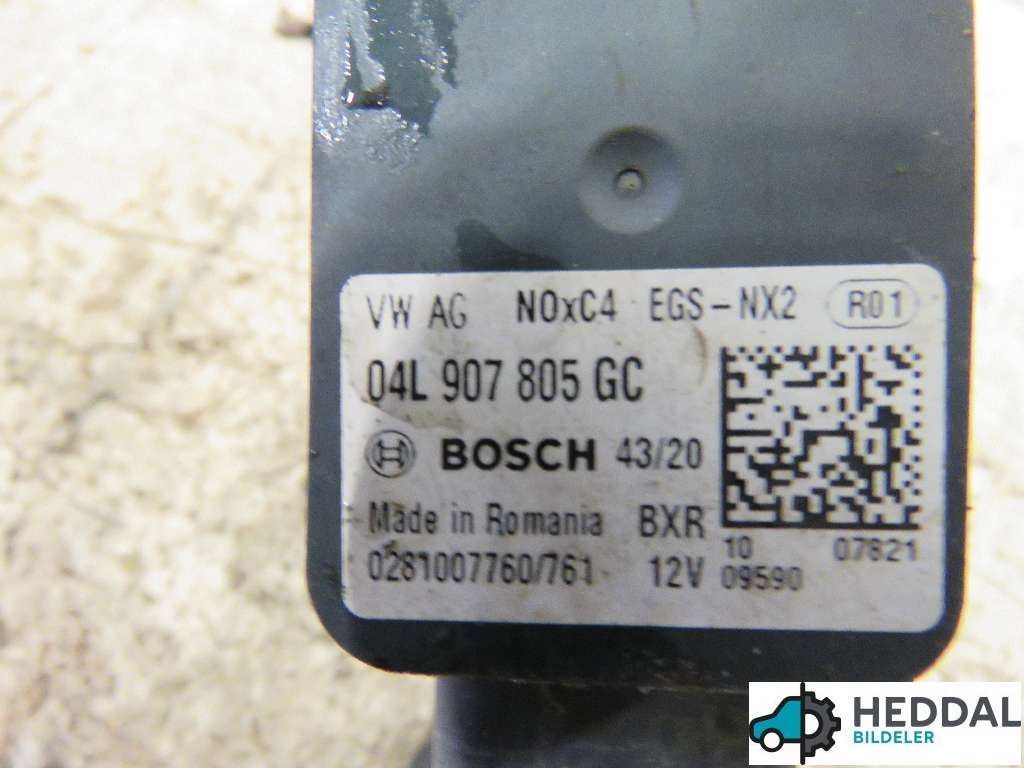 VW AG NOxC4 EGS-NX2 R01
04L 907 805 GC
BOSCH 43/20
Made in Romania BXR
10 07821
0281007760/761 12V 09590
HEDDAL
BILDELER